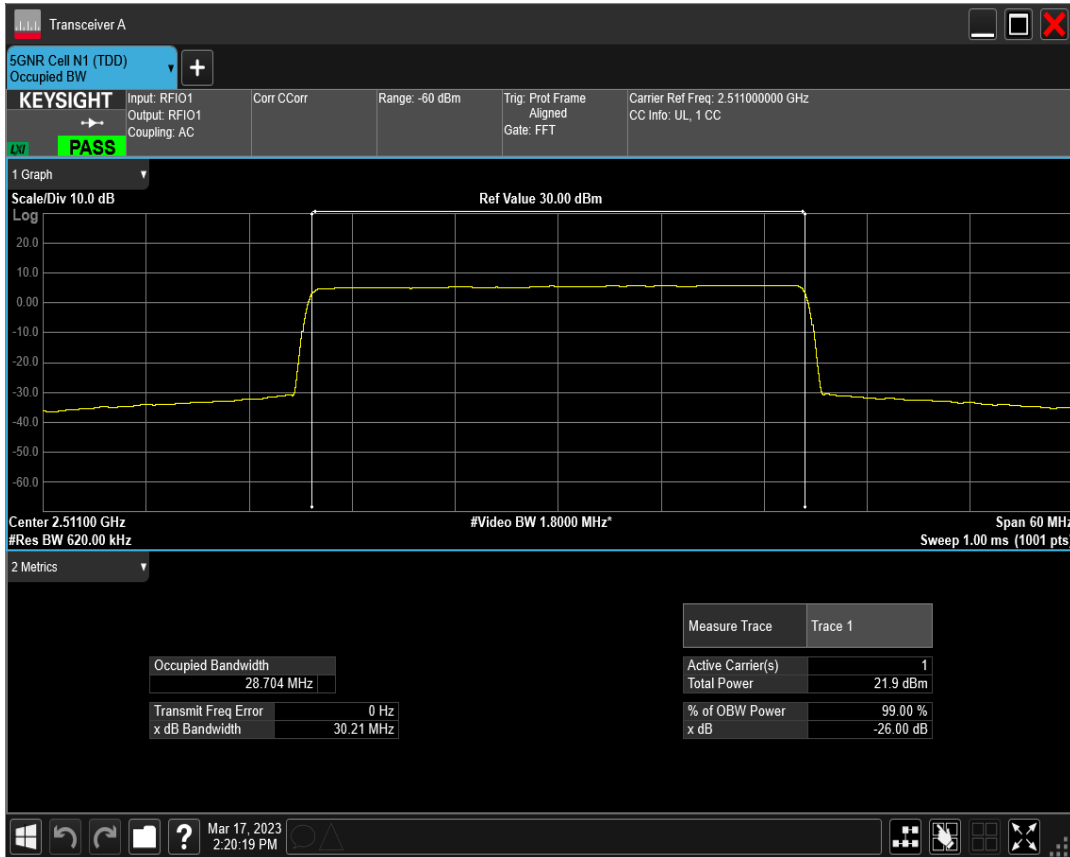 Transceiver A
5GNR Cell N1 (TDD)
Occupied BW
+
KEYSIGHT
LXI
PASS
Input: RFIO1
Output: RFIO1
Coupling: AC
Corr CCorr
Range: -60 dBm
Trig: Prot Frame
Aligned
Gate: FFT
Carrier Ref Freq: 2.511000000 GHz
CC Info: UL, 1 CC
1 Graph
Scale/Div 10.0 dB
Ref Value 30.00 dBm
Log
20.0
10.0
0.00
-10.0
-20.0
-30.0
-40.0
-50.0
-60.0
Center 2.51100 GHz
#Video BW 1.8000 MHz*
Span 60 MHz
#Res BW 620.00 kHz
Sweep 1.00 ms (1001 pts)
2 Metrics
Measure Trace Trace 1
Occupied Bandwidth
28.704 MHz
Active Carrier(s) 1
Total Power 21.9 dBm
Transmit Freq Error 0 Hz
x dB Bandwidth 30.21 MHz
% of OBW Power 99.00 %
x dB -26.00 dB
?
Mar 17, 2023
2:20:19 PM